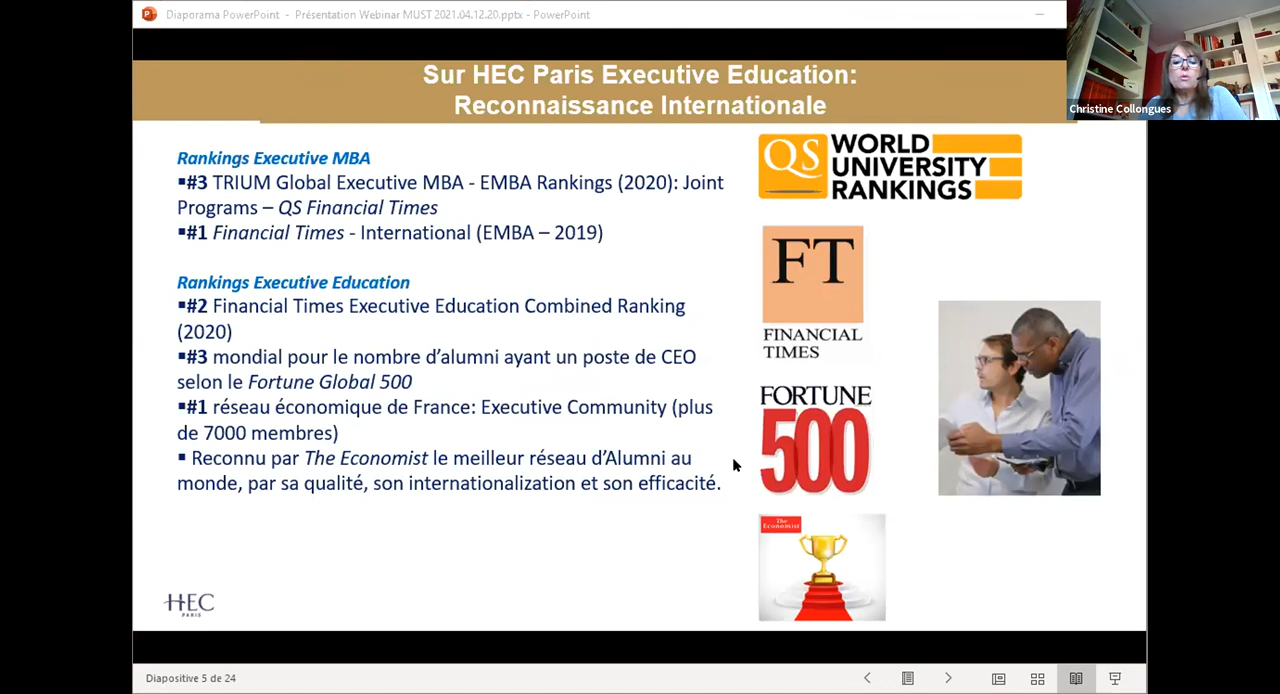 Diaporama PowerPoint - Présentation Webinar MUST 2021.04.12.20.pptx - PowerPoint
Christine Collongues
Sur HEC Paris Executive Education:
Reconnaissance Internationale
Rankings Executive MBA
▪#3 TRIUM Global Executive MBA - EMBA Rankings (2020): Joint
Programs – QS Financial Times
▪#1 Financial Times - International (EMBA – 2019)
Rankings Executive Education
▪#2 Financial Times Executive Education Combined Ranking
(2020)
▪#3 mondial pour le nombre d’alumni ayant un poste de CEO
selon le Fortune Global 500
▪#1 réseau économique de France: Executive Community (plus
de 7000 membres)
▪ Reconnu par The Economist le meilleur réseau d’Alumni au
monde, par sa qualité, son internationalization et son efficacité.
QS
WORLD
UNIVERSITY
RANKINGS
FT
FINANCIAL
TIMES
FORTUNE
500
The
Economist
HEC
PARIS
Diapositive 5 de 24